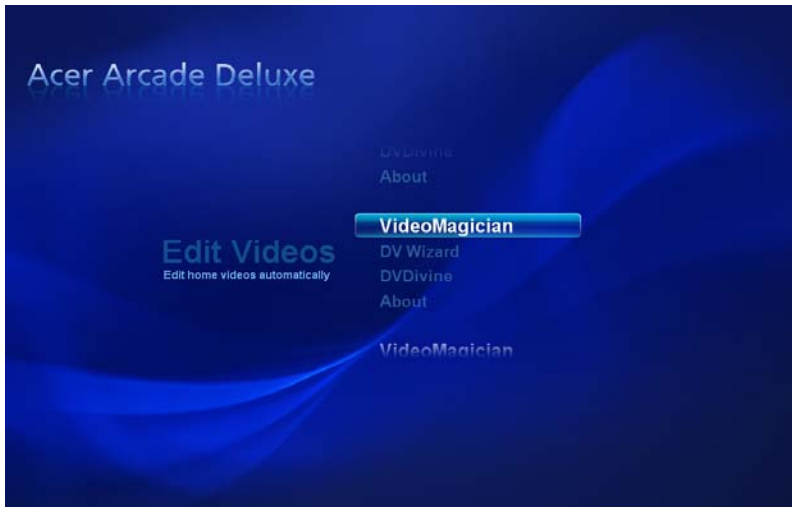 Acer Arcade Deluxe
DVDivine
About
VideoMagician
Edit Videos
Edit home videos automatically
DV Wizard
DVDivine
About
VideoMagician